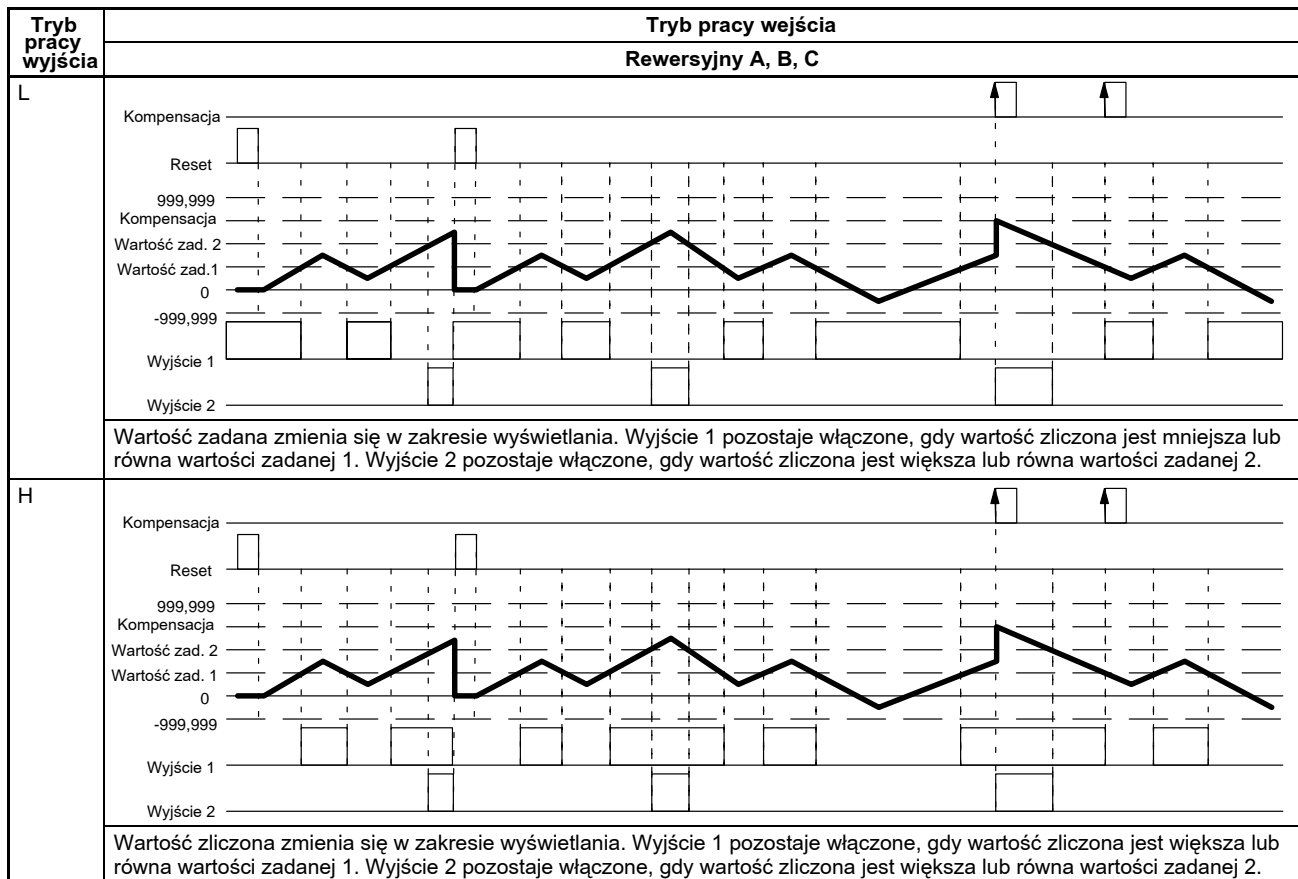 Tryb pracy wyjścia
Tryb pracy wejścia
Rewersyjny A, B, C
L
Kompensacja
Reset
999,999
Kompensacja
Wartość zad. 2
Wartość zad.1
0
-999,999
Wyjście 1
Wyjście 2
Wartość zadana zmienia się w zakresie wyświetlania. Wyjście 1 pozostaje włączone, gdy wartość zliczona jest mniejsza lub
równa wartości zadanej 1. Wyjście 2 pozostaje włączone, gdy wartość zliczona jest większa lub równa wartości zadanej 2.
H
Kompensacja
Reset
999,999
Kompensacja
Wartość zad. 2
Wartość zad. 1
0
-999,999
Wyjście 1
Wyjście 2
Wartość zliczona zmienia się w zakresie wyświetlania. Wyjście 1 pozostaje włączone, gdy wartość zliczona jest większa lub
równa wartości zadanej 1. Wyjście 2 pozostaje włączone, gdy wartość zliczona jest większa lub równa wartości zadanej 2.